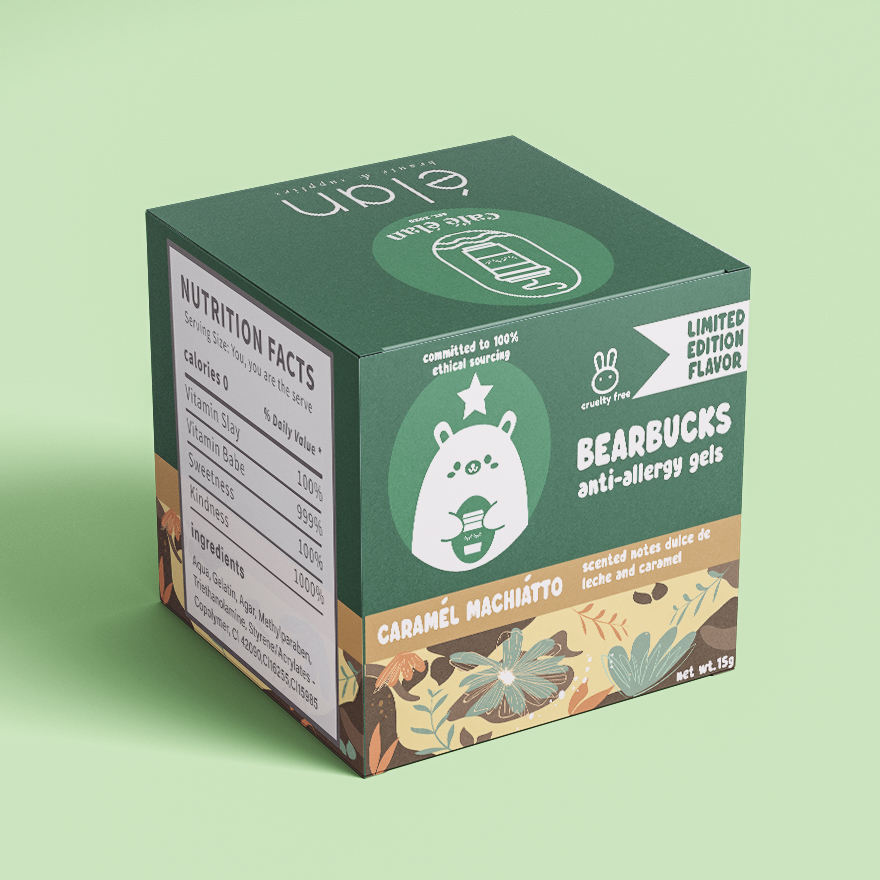 élan
beauty & supplies
Café élan
est. 2020
NUTRITION FACTS
Serving Size: You, you are the serve
calories 0
% Daily Value *
Vitamin Slay 100%
Vitamin Babe 999%
Sweetness 100%
Kindness 1000%
ingredients
Aqua, Gelatin, Agar, Methylparaben,
Triethanolamine, Styrene/Acrylates -
Copolymer, CI 42090,CI16255,CI15985
committed to 100%
ethical sourcing
cruelty free
LIMITED
EDITION
FLAVOR
BEARBUCKS
anti-allergy gels
CARAMÉL MACHIÁTTO
scented notes dulce de
leche and caramel
net wt.15g